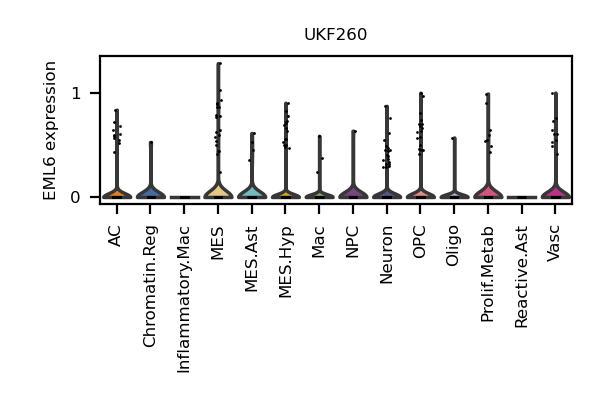 UKF260
EML6 expression
1
0
AC
Chromatin.Reg
Inflammatory.Mac
MES
MES.Ast
MES.Hyp
Mac
NPC
Neuron
OPC
Oligo
Prolif.Metab
Reactive.Ast
Vasc